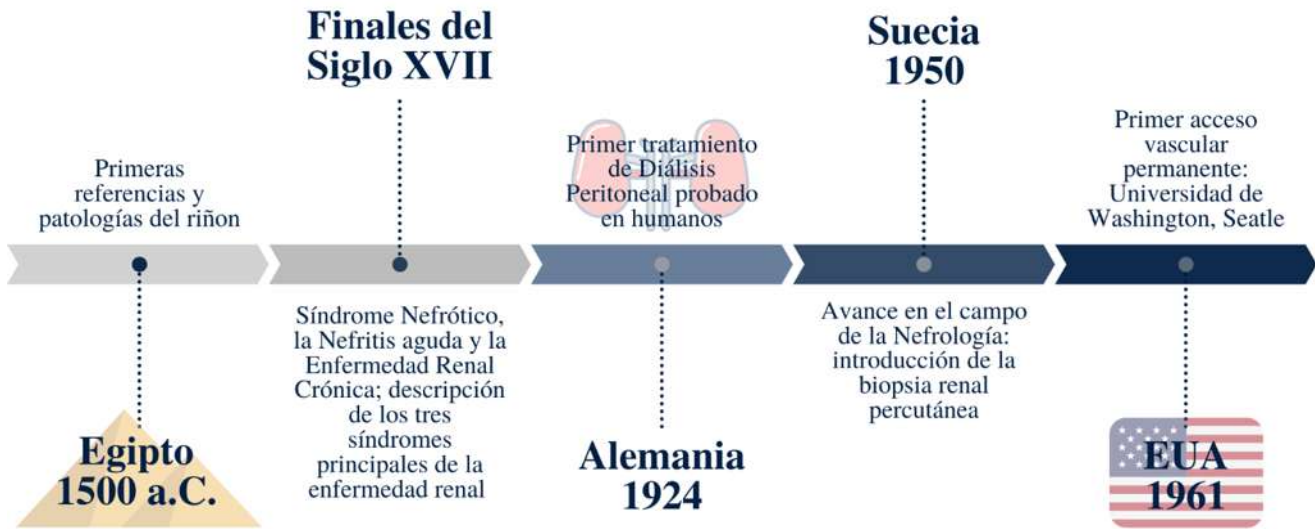 Primeras
referencias y
patologías del riñon
Egipto
1500 a.C.
Finales del
Siglo XVII
Síndrome Nefrótico,
la Nefritis aguda y la
Enfermedad Renal
Crónica; descripción
de los tres
síndromes
principales de la
enfermedad renal
Primer tratamiento
de Diálisis
Peritoneal probado
en humanos
Alemania
1924
Suecia
1950
Avance en el campo
de la Nefrología:
introducción de la
biopsia renal
percutánea
Primer acceso
vascular
permanente:
Universidad de
Washington, Seatle
EUA
1961